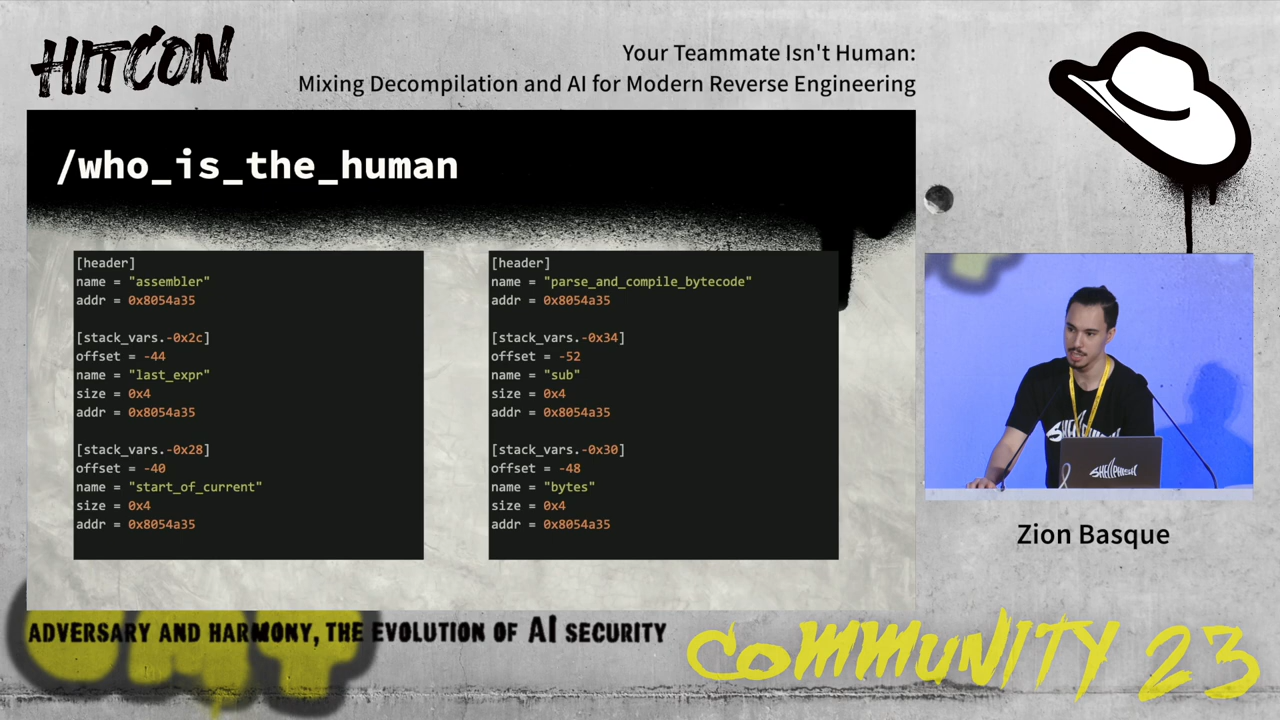 HITCON
Your Teammate Isn't Human:
Mixing Decompilation and AI for Modern Reverse Engineering
/who_is_the_human
[header]
name = "assembler"
addr = 0x8054a35
[stack_vars.-0x2c]
offset = -44
name = "last_expr"
size = 0x4
addr = 0x8054a35
[stack_vars.-0x28]
offset = -40
name = "start_of_current"
size = 0x4
addr = 0x8054a35
[header]
name = "parse_and_compile_bytecode"
addr = 0x8054a35
[stack_vars.-0x34]
offset = -52
name = "sub"
size = 0x4
addr = 0x8054a35
[stack_vars.-0x30]
offset = -48
name = "bytes"
size = 0x4
addr = 0x8054a35
SHELLPHISH
Zion Basque
ADVERSARY AND HARMONY, THE EVOLUTION OF AI SECURITY
COMMUNITY 23